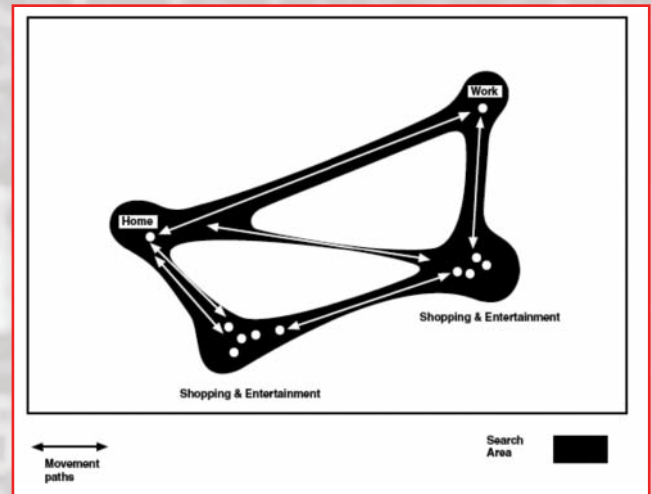 Work
Home
Shopping & Entertainment
Shopping & Entertainment
Movement
paths
Search
Area